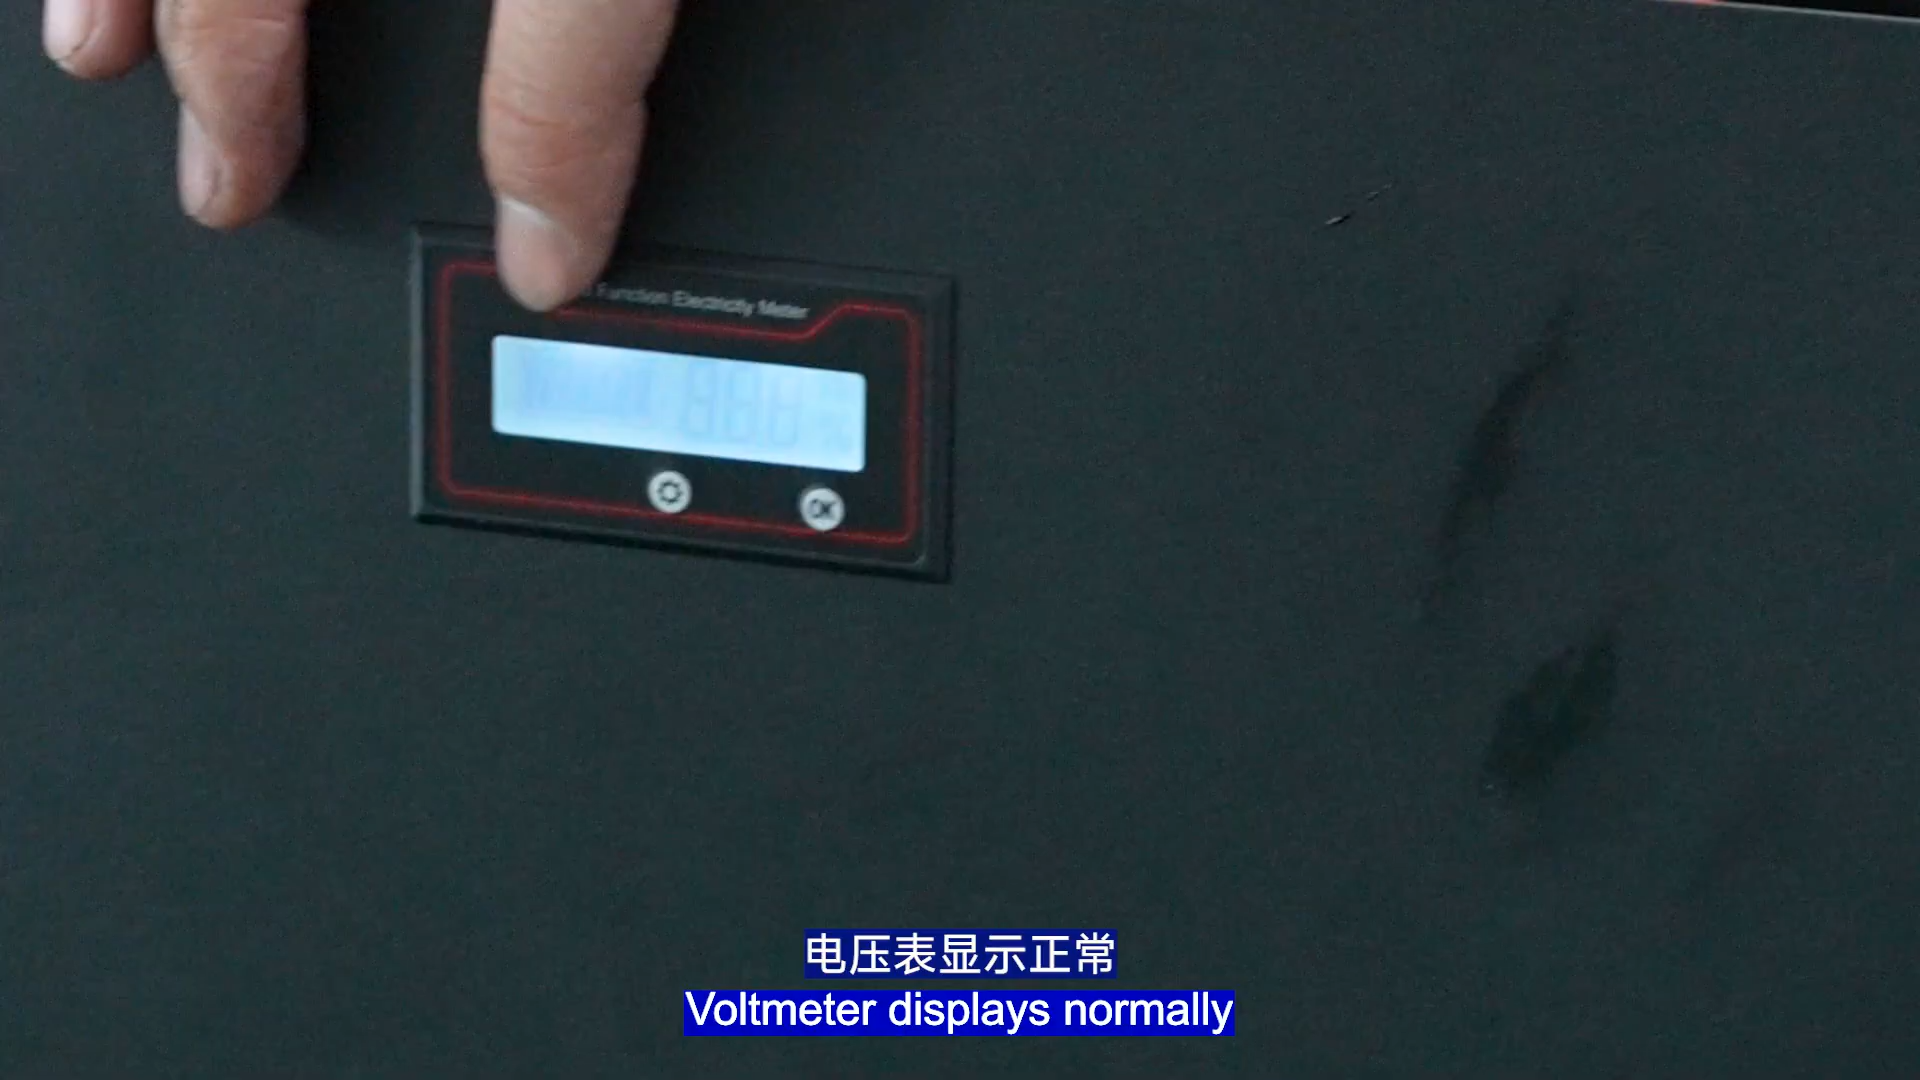 Function Electricity Meter
OK
电压表显示正常
Voltmeter displays normally